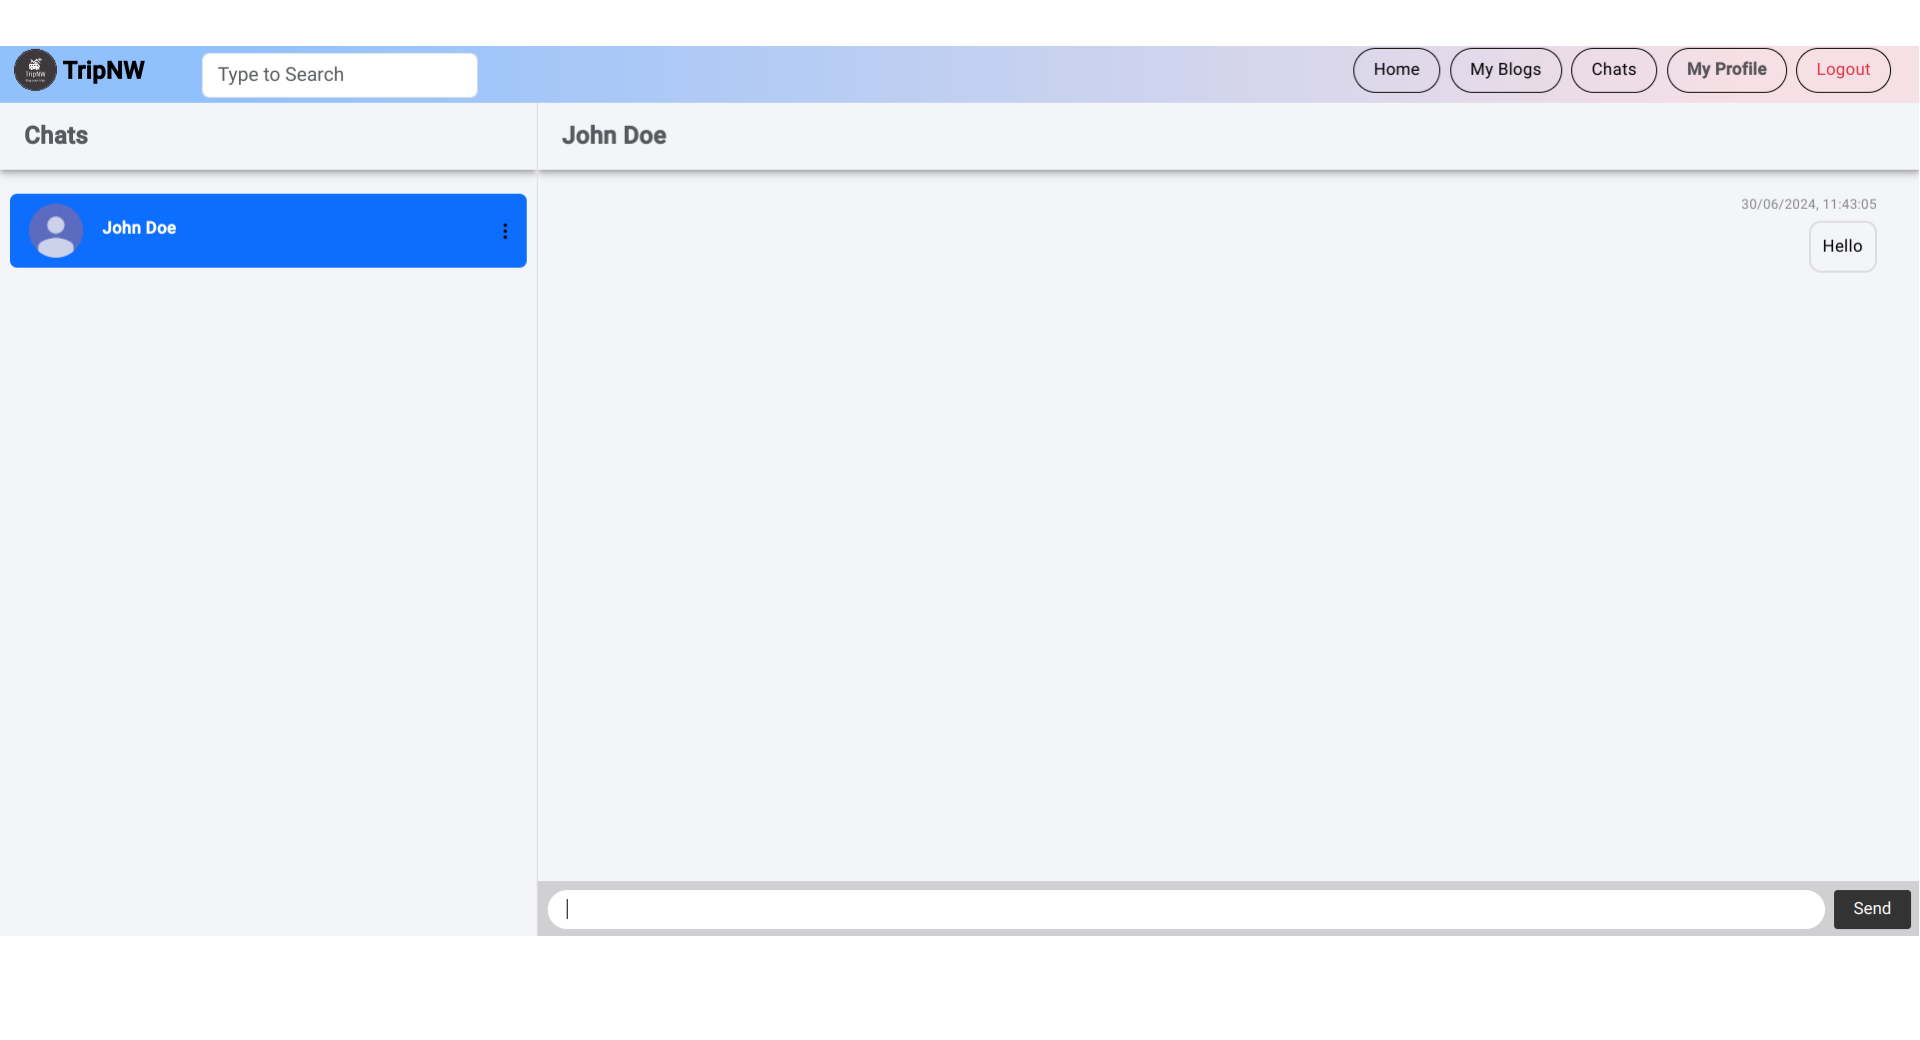 TripNW
TripNW
Type to Search
Home
My Blogs
Chats
My Profile
Logout
Chats
John Doe
John Doe
30/06/2024, 11:43:05
Hello
Send